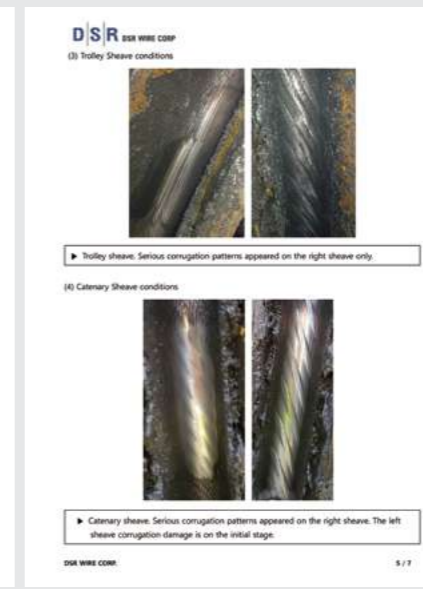 DSR DSR WIRE CORP
(3) Trolley Sheave conditions
▶ Trolley sheave. Serious corrugation patterns appeared on the right sheave only.
(4) Catenary Sheave conditions
▶ Catenary sheave. Serious corrugation patterns appeared on the right sheave. The left
sheave corrugation damage is on the initial stage.
DSR WIRE CORP. 5 / 7